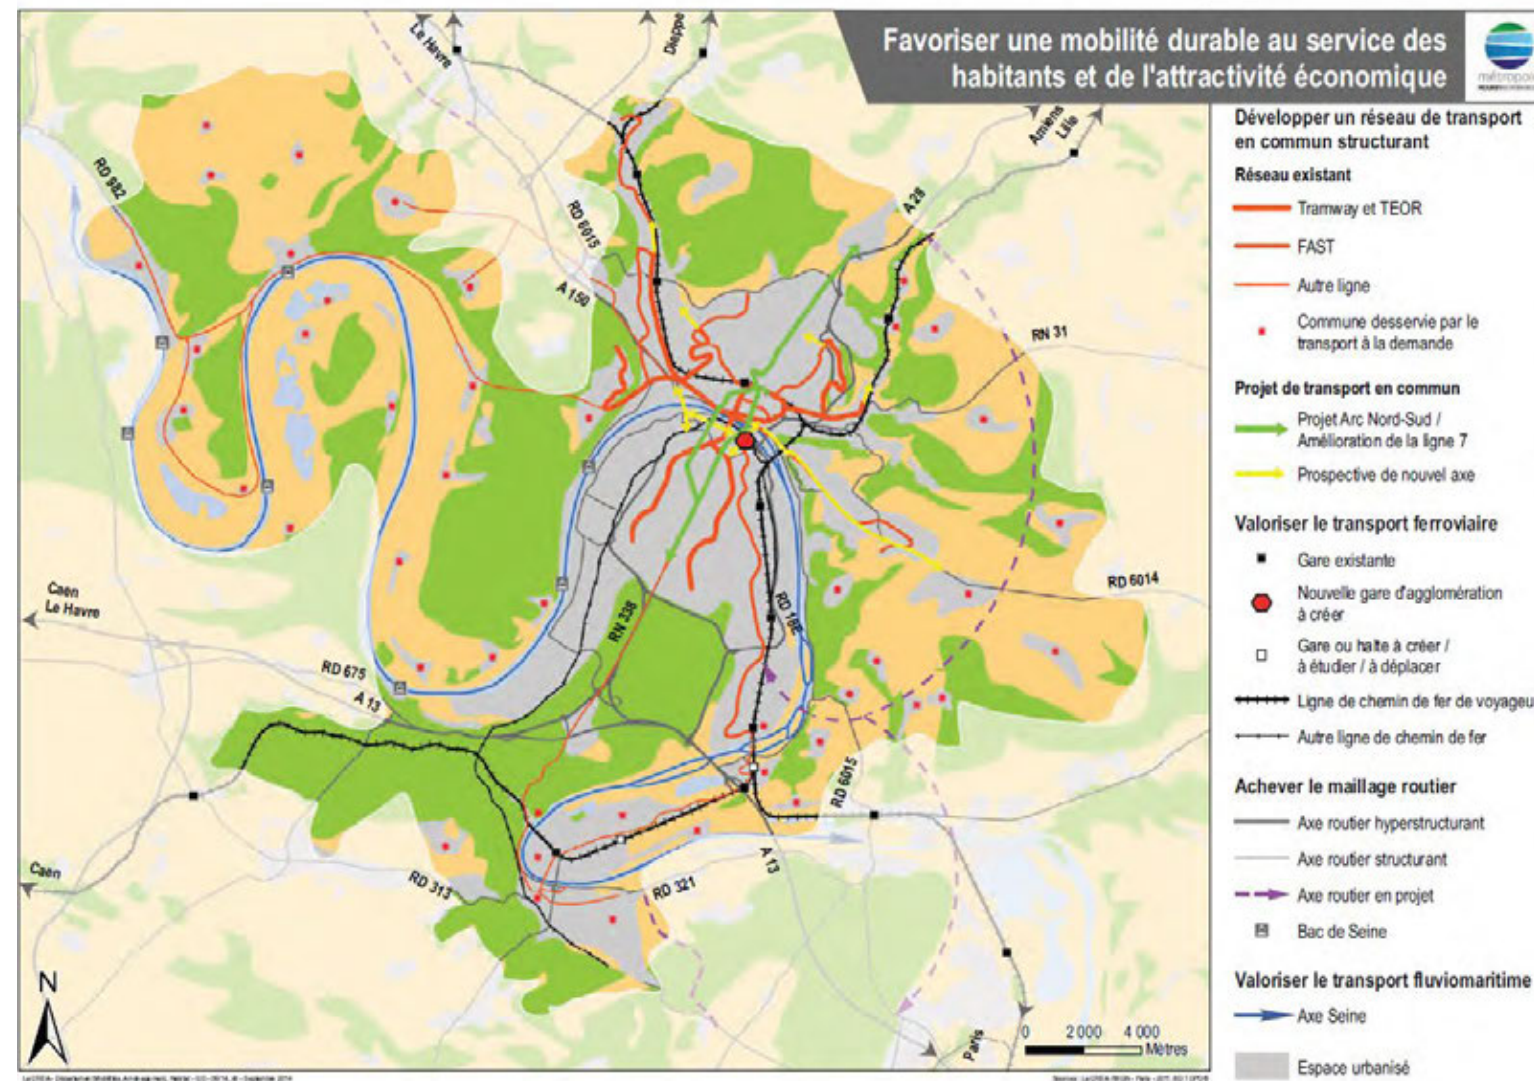 Favoriser une mobilité durable au service des
habitants et de l'attractivité économique
métropole
Développer un réseau de transport
en commun structurant
Réseau existant
Tramway et TEOR
FAST
Autre ligne
Commune desservie par le
transport à la demande
Projet de transport en commun
Projet Arc Nord-Sud /
Amélioration de la ligne 7
Prospective de nouvel axe
Valoriser le transport ferroviaire
Gare existante
Nouvelle gare d'agglomération
à créer
Gare ou halte à créer /
à étudier / à déplacer
Ligne de chemin de fer de voyageu
Autre ligne de chemin de fer
Achever le maillage routier
Axe routier hyperstructurant
Axe routier structurant
Axe routier en projet
Bac de Seine
Valoriser le transport fluviomaritime
Axe Seine
Espace urbanisé
Le Havre
Dieppe
Amiens
Lille
RD 982
RD 6015
A 28
A 150
RN 31
RD 6014
Caen
Le Havre
RN 338
RD 18E
RD 675
A 13
RD 6015
Caen
RD 313
RD 321
A 13
N
Paris
0 2 000 4 000
Mètres